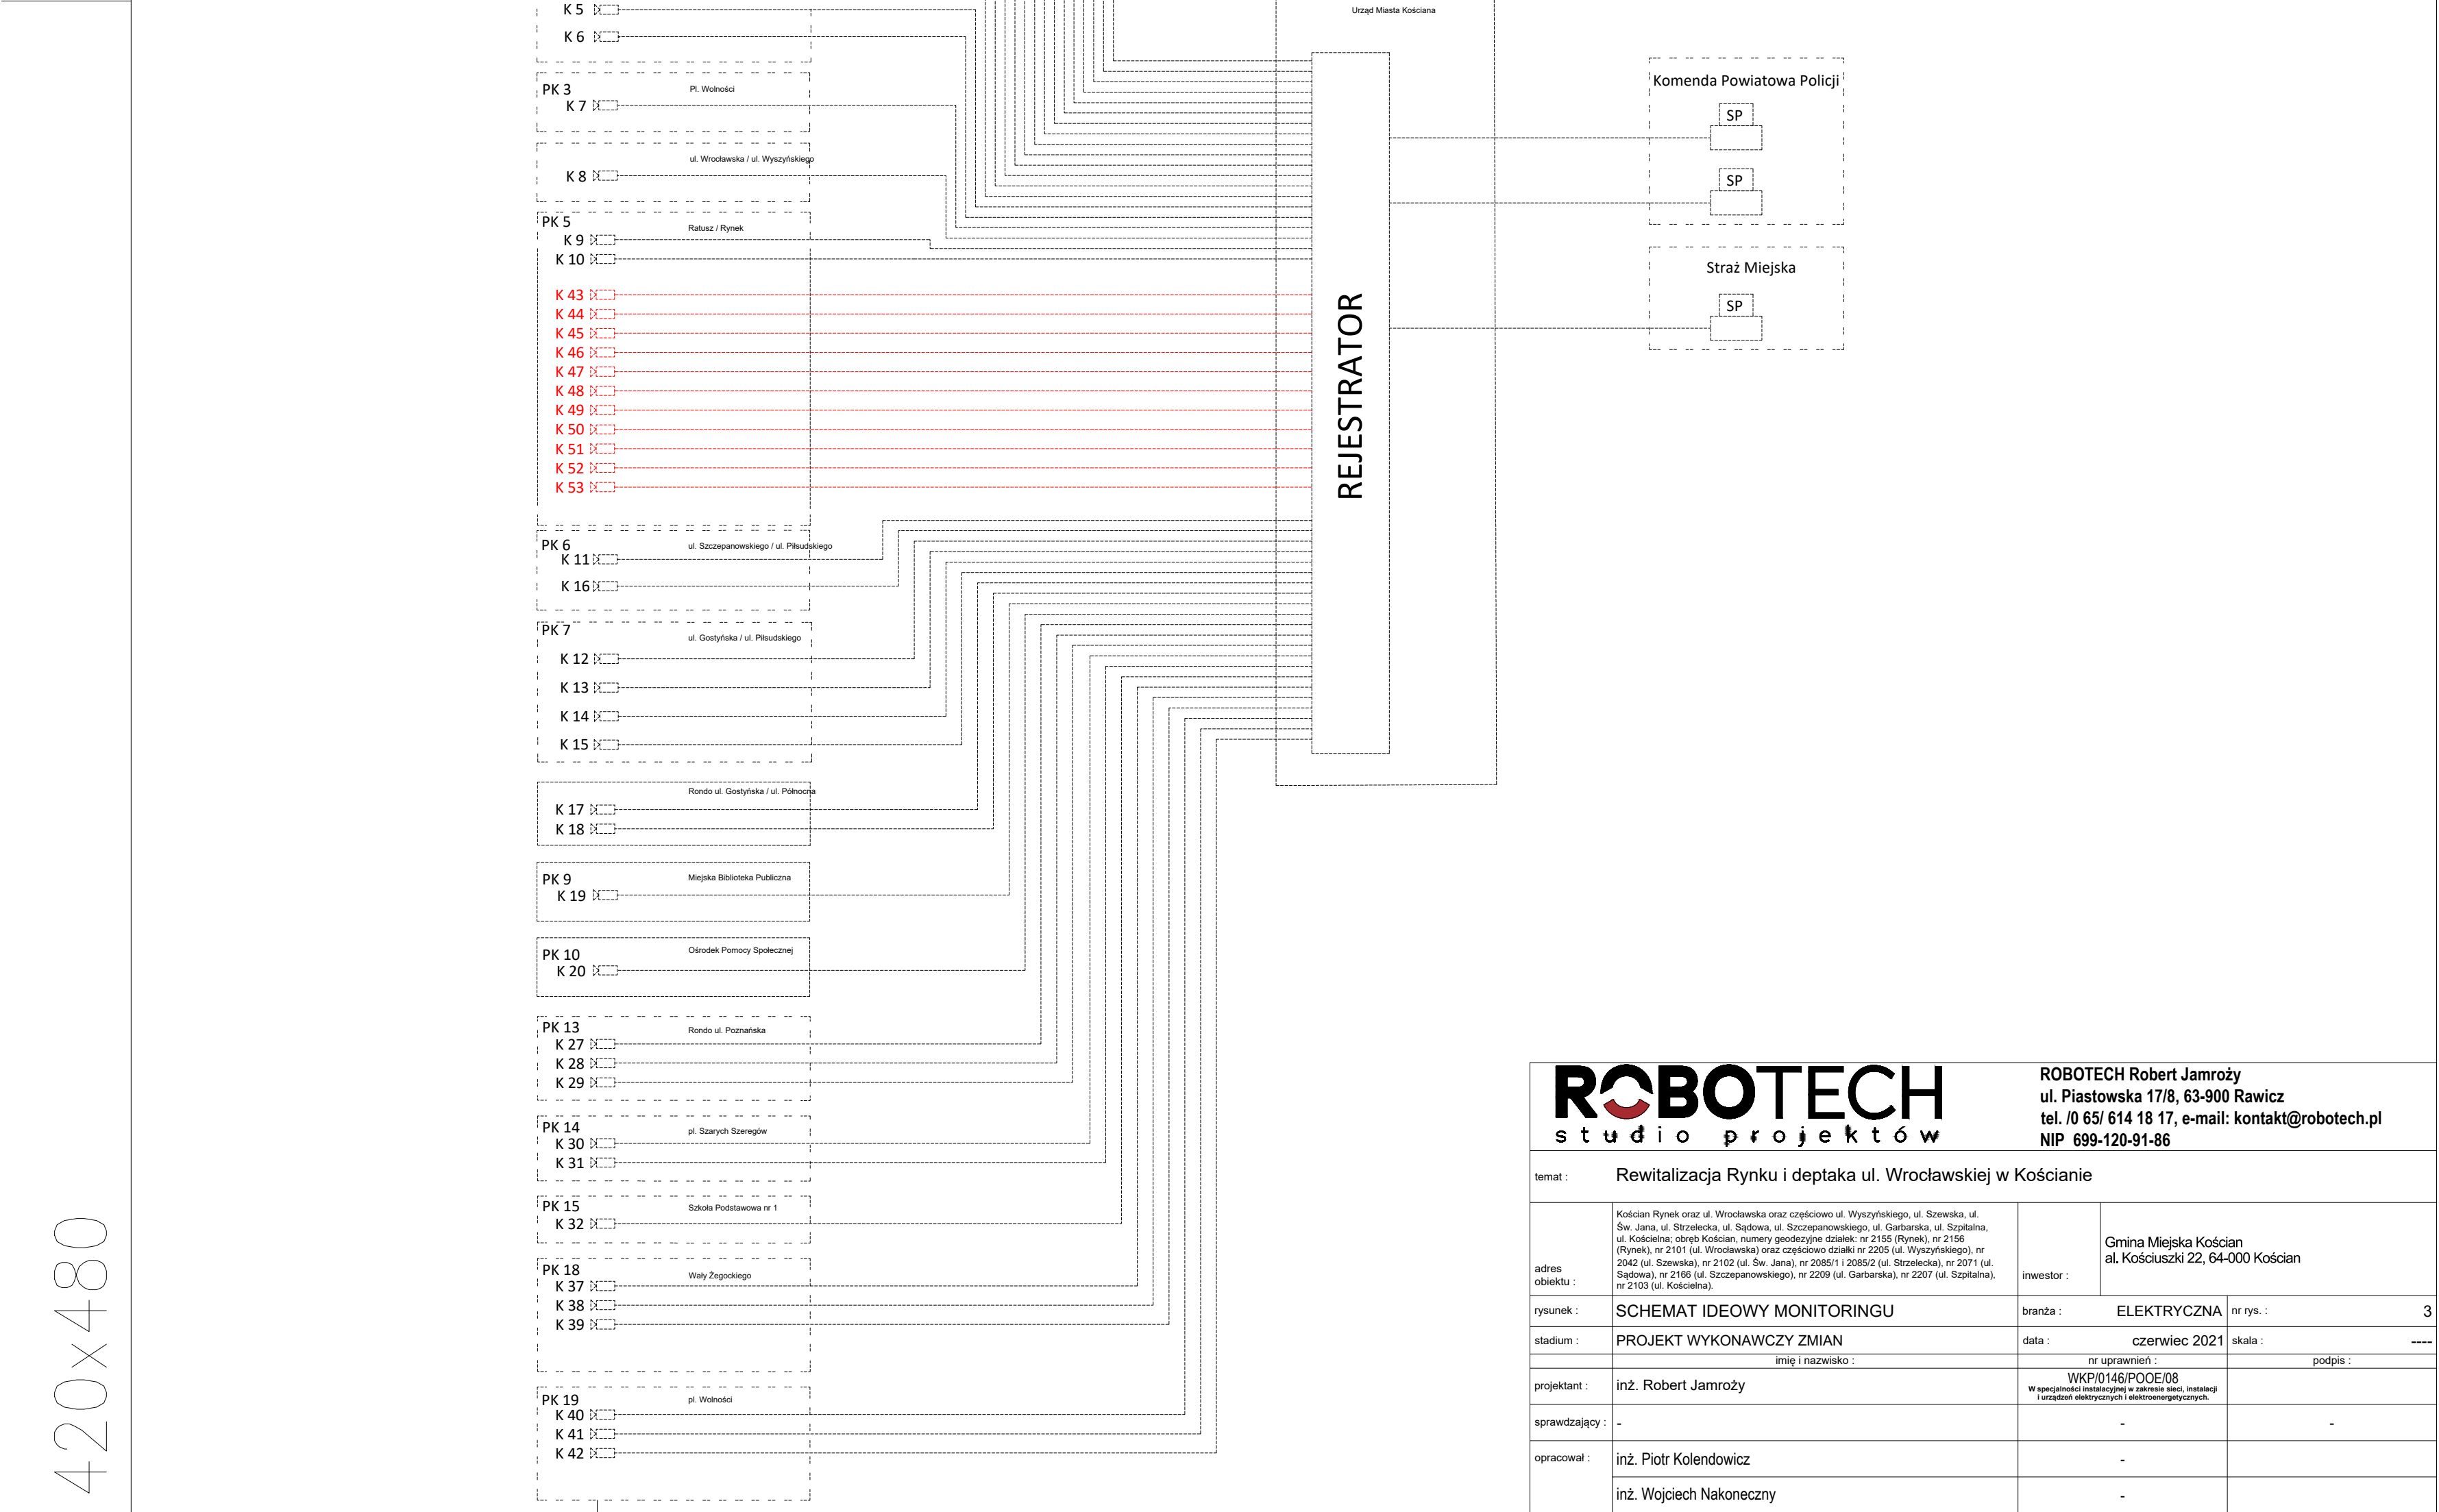 K 5
K 6
Urząd Miasta Kościana
PK 3
Pl. Wolności
K 7
ul. Wrocławska / ul. Wyszyńskiego
K 8
PK 5
Ratusz / Rynek
K 9
K 10
K 43
K 44
K 45
K 46
K 47
K 48
K 49
K 50
K 51
K 52
K 53
PK 6
ul. Szczepanowskiego / ul. Piłsudskiego
K 11
K 16
PK 7
ul. Gostyńska / ul. Piłsudskiego
K 12
K 13
K 14
K 15
Rondo ul. Gostyńska / ul. Północna
K 17
K 18
PK 9
Miejska Biblioteka Publiczna
K 19
PK 10
Ośrodek Pomocy Społecznej
K 20
PK 13
Rondo ul. Poznańska
K 27
K 28
K 29
PK 14
pl. Szarych Szeregów
K 30
K 31
PK 15
Szkoła Podstawowa nr 1
K 32
PK 18
Wały Żegockiego
K 37
K 38
K 39
PK 19
pl. Wolności
K 40
K 41
K 42
REJESTRATOR
Komenda Powiatowa Policji
SP
SP
Straż Miejska
SP
420x480
ROBOTECH
studio projektów
ROBOTECH Robert Jamroży
ul. Piastowska 17/8, 63-900 Rawicz
tel. /0 65/ 614 18 17, e-mail: kontakt@robotech.pl
NIP 699-120-91-86
temat : Rewitalizacja Rynku i deptaka ul. Wrocławskiej w Kościanie
adres
obiektu :
Kościan Rynek oraz ul. Wrocławska oraz częściowo ul. Wyszyńskiego, ul. Szewska, ul.
Św. Jana, ul. Strzelecka, ul. Sądowa, ul. Szczepanowskiego, ul. Garbarska, ul. Szpitalna,
ul. Kościelna; obręb Kościan, numery geodezyjne działek: nr 2155 (Rynek), nr 2156
(Rynek), nr 2101 (ul. Wrocławska) oraz częściowo działki nr 2205 (ul. Wyszyńskiego), nr
2042 (ul. Szewska), nr 2102 (ul. Św. Jana), nr 2085/1 i 2085/2 (ul. Strzelecka), nr 2071 (ul.
Sądowa), nr 2166 (ul. Szczepanowskiego), nr 2209 (ul. Garbarska), nr 2207 (ul. Szpitalna),
nr 2103 (ul. Kościelna).
inwestor :
Gmina Miejska Kościan
al. Kościuszki 22, 64-000 Kościan
rysunek : SCHEMAT IDEOWY MONITORINGU branża : ELEKTRYCZNA nr rys. : 3
stadium : PROJEKT WYKONAWCZY ZMIAN data : czerwiec 2021 skala : ----
imię i nazwisko : nr uprawnień : podpis :
projektant : inż. Robert Jamroży
WKP/0146/POOE/08
W specjalności instalacyjnej w zakresie sieci, instalacji
i urządzeń elektrycznych i elektroenergetycznych.
sprawdzający : - - -
opracował : inż. Piotr Kolendowicz -
inż. Wojciech Nakoneczny -